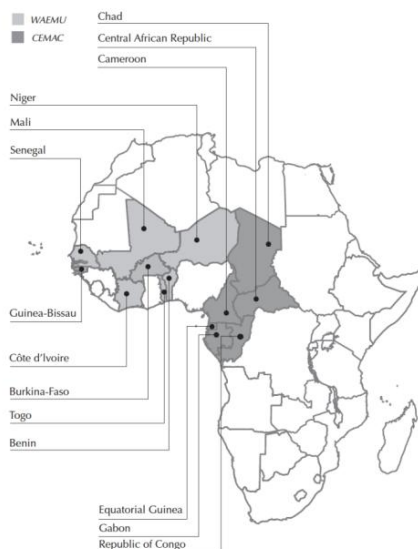 WAEMU
CEMAC
Chad
Central African Republic
Cameroon
Niger
Mali
Senegal
Guinea-Bissau
Côte d'Ivoire
Burkina-Faso
Togo
Benin
Equatorial Guinea
Gabon
Republic of Congo